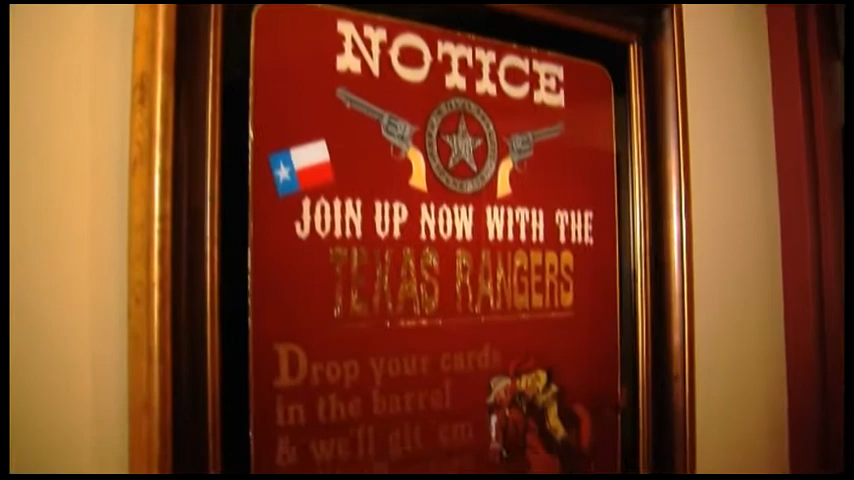 NOTICE
JOIN UP NOW WITH THE
TEXAS RANGERS
Drop your cards
in the barrel
& we'll git 'em